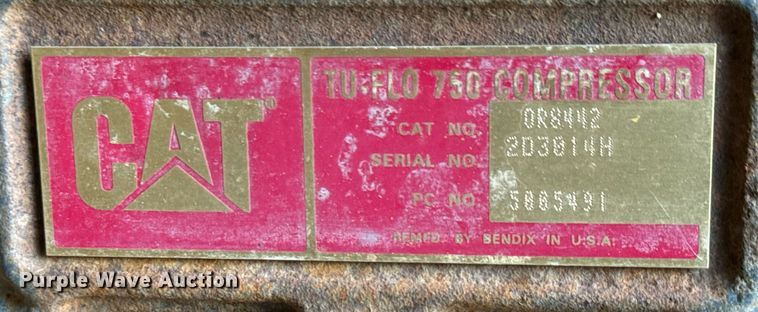 CAT®
TU-FLO 750 COMPRESSOR
CAT NO. 0R8442
SERIAL NO. 2D3014H
PC NO. 5005491
REMFD. BY BENDIX IN U.S.A.
Purple Wave Auction